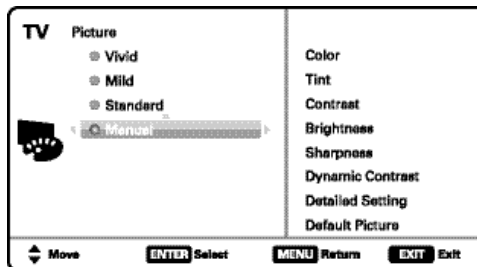 TV
Picture
Vivid
Mild
Standard
Manual
Color
Tint
Contrast
Brightness
Sharpness
Dynamic Contrast
Detailed Setting
Default Picture
Move ENTER Select MENU Return EXIT Exit